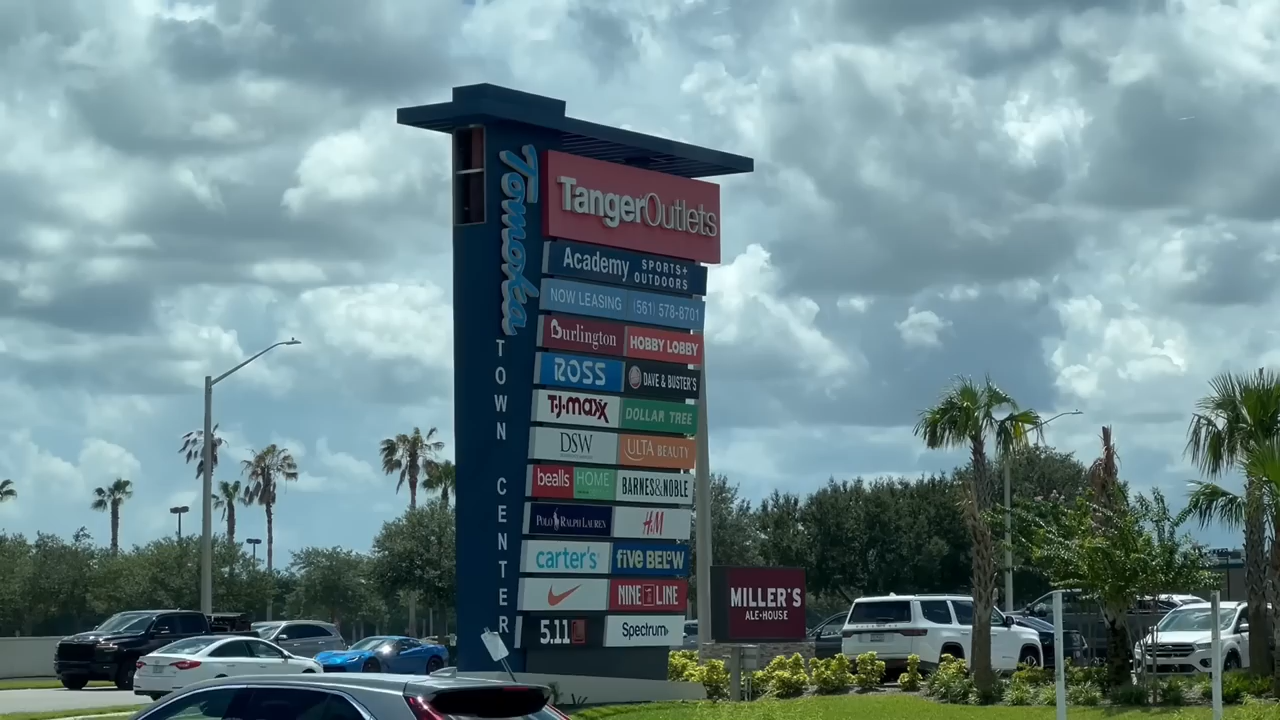 Tomoka
TOWN CENTER
TangerOutlets
Academy SPORTS+
OUTDOORS
NOW LEASING (561) 578-8701
Burlington HOBBY LOBBY
ROSS DAVE & BUSTER'S
T·J·maxx DOLLAR TREE
DSW ULTA BEAUTY
bealls HOME BARNES&NOBLE
POLO RALPH LAUREN H&M
carter's five BELOW
NINE LINE
5.11 Spectrum
MILLER'S
ALE·HOUSE